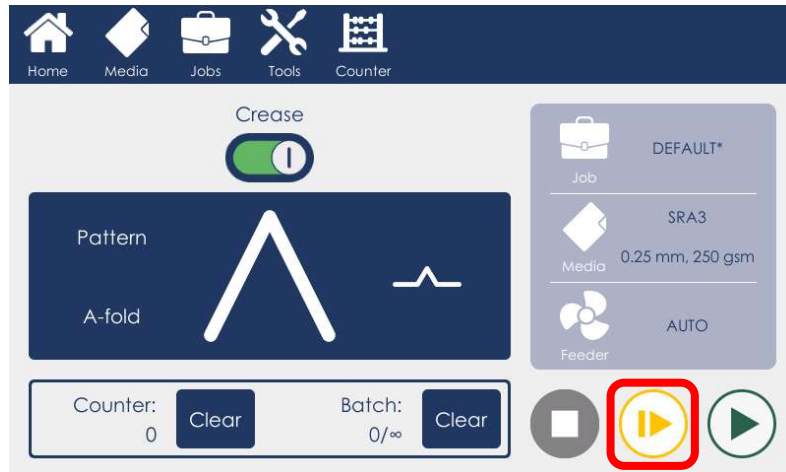 Home Media Jobs Tools Counter
Crease
Pattern
A-fold
Counter:
0
Clear
Batch:
0/∞
Clear
DEFAULT*
Job
SRA3
0.25 mm, 250 gsm
Media
AUTO
Feeder